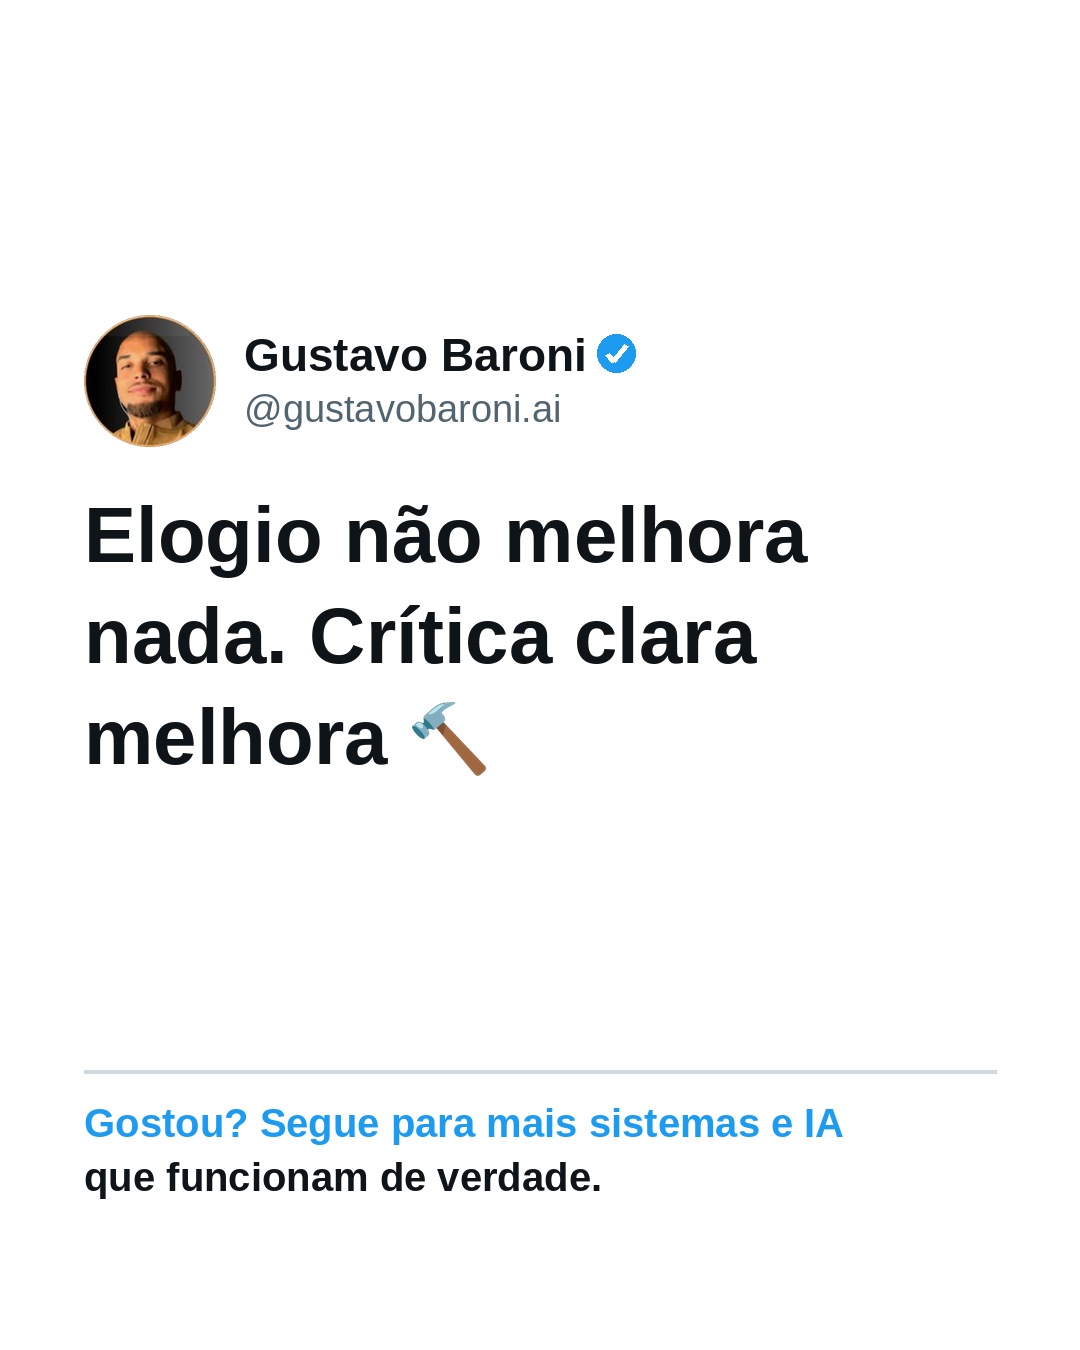 Gustavo Baroni
@gustavobaroni.ai
Elogio não melhora
nada. Crítica clara
melhora 🔨
Gostou? Segue para mais sistemas e IA
que funcionam de verdade.